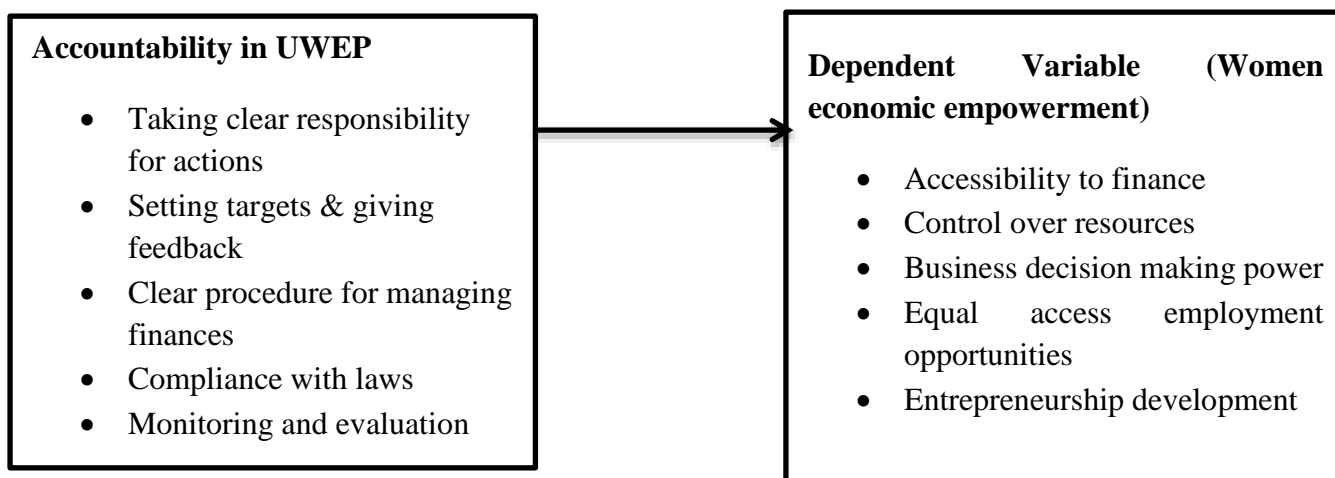 Accountability in UWEP
• Taking clear responsibility
for actions
• Setting targets & giving
feedback
• Clear procedure for managing
finances
• Compliance with laws
• Monitoring and evaluation
Dependent Variable (Women
economic empowerment)
• Accessibility to finance
• Control over resources
• Business decision making power
• Equal access employment
opportunities
• Entrepreneurship development